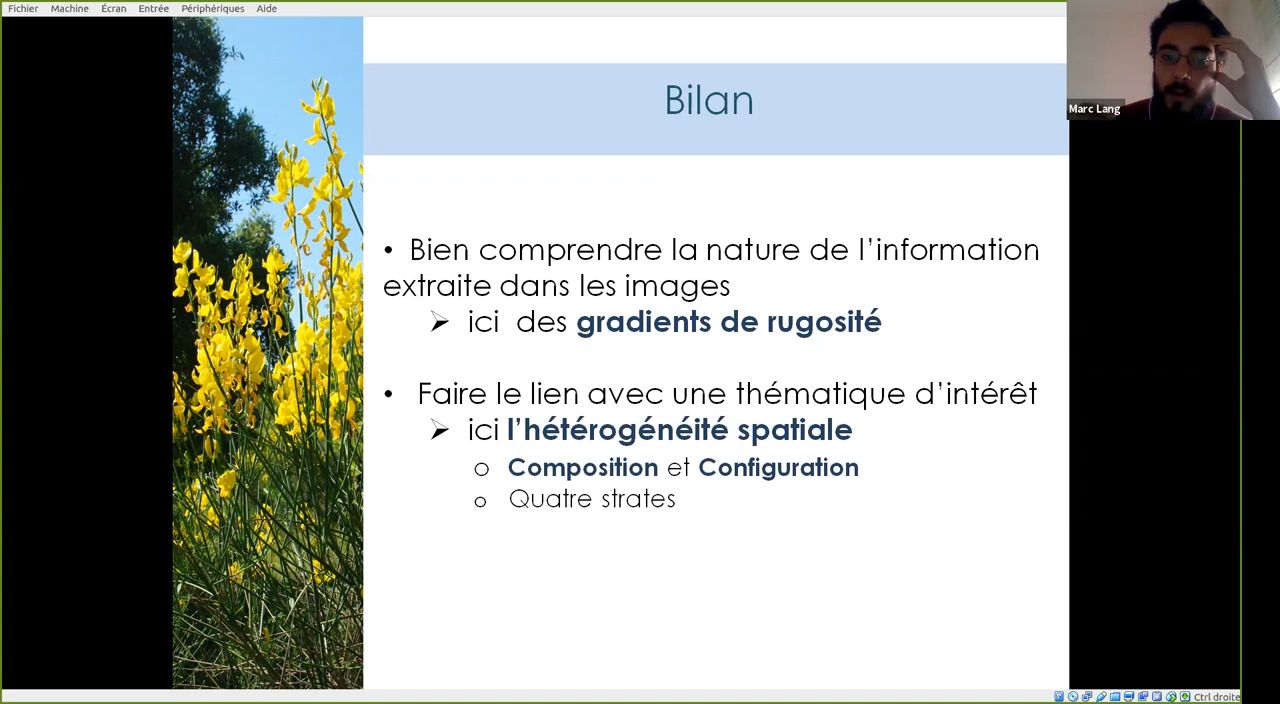 Fichier Machine Écran Entrée Périphériques Aide
Marc Lang
Bilan
• Bien comprendre la nature de l’information
extraite dans les images
➢ ici des gradients de rugosité
• Faire le lien avec une thématique d’intérêt
➢ ici l’hétérogénéité spatiale
o Composition et Configuration
o Quatre strates
Ctrl droite